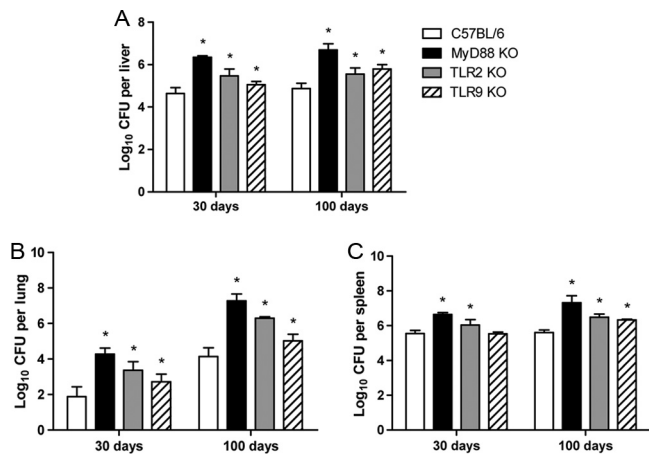 A
Log10 CFU per liver
8
6
4
2
0
* * * * * *
30 days 100 days
C57BL/6
MyD88 KO
TLR2 KO
TLR9 KO
B
Log10 CFU per lung
10
8
6
4
2
0
* * * * * *
30 days 100 days
C
Log10 CFU per spleen
10
8
6
4
2
0
* * * * *
30 days 100 days